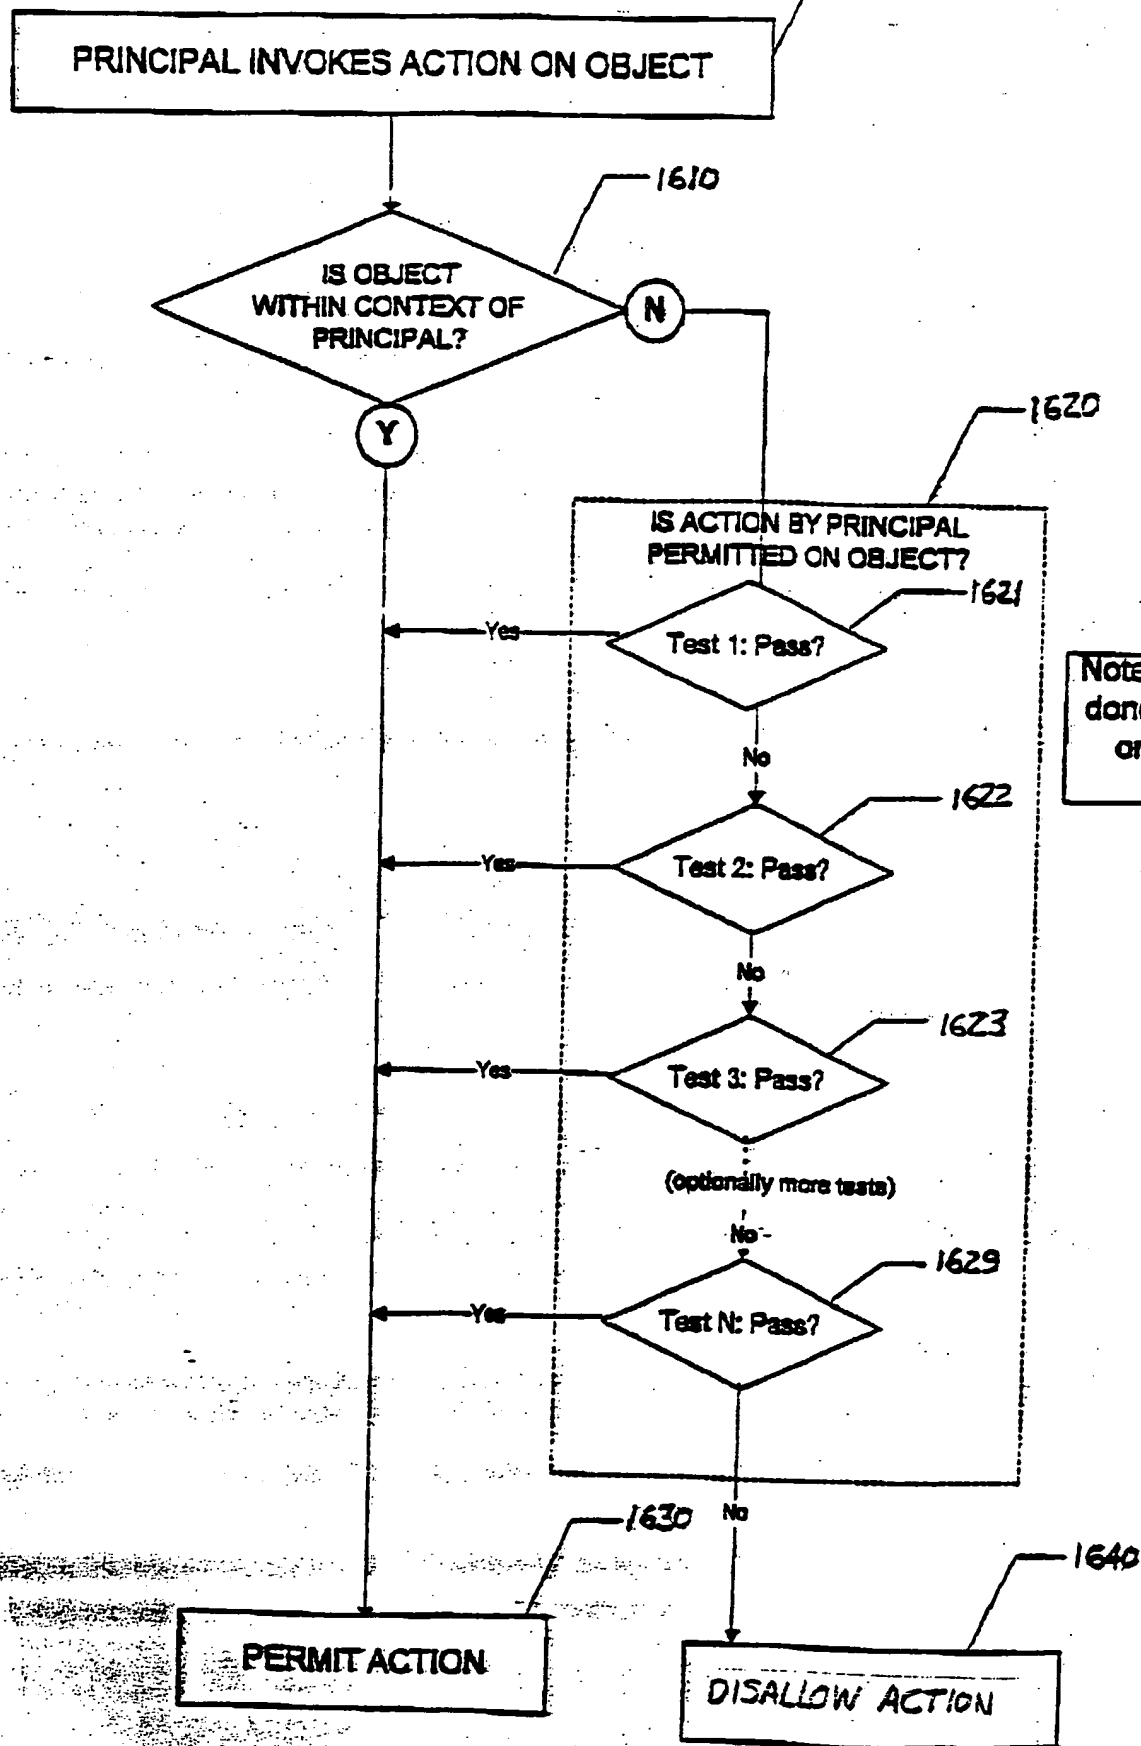 PRINCIPAL INVOKES ACTION ON OBJECT
1610
IS OBJECT
WITHIN CONTEXT OF
PRINCIPAL?
N
Y
1620
IS ACTION BY PRINCIPAL
PERMITTED ON OBJECT?
1621
Yes
Test 1: Pass?
Note
No
1622
Yes
Test 2: Pass?
No
1623
Yes
Test 3: Pass?
(optionally more tests)
No
1629
Yes
Test N: Pass?
No
1630
1640
PERMIT ACTION
DISALLOW ACTION